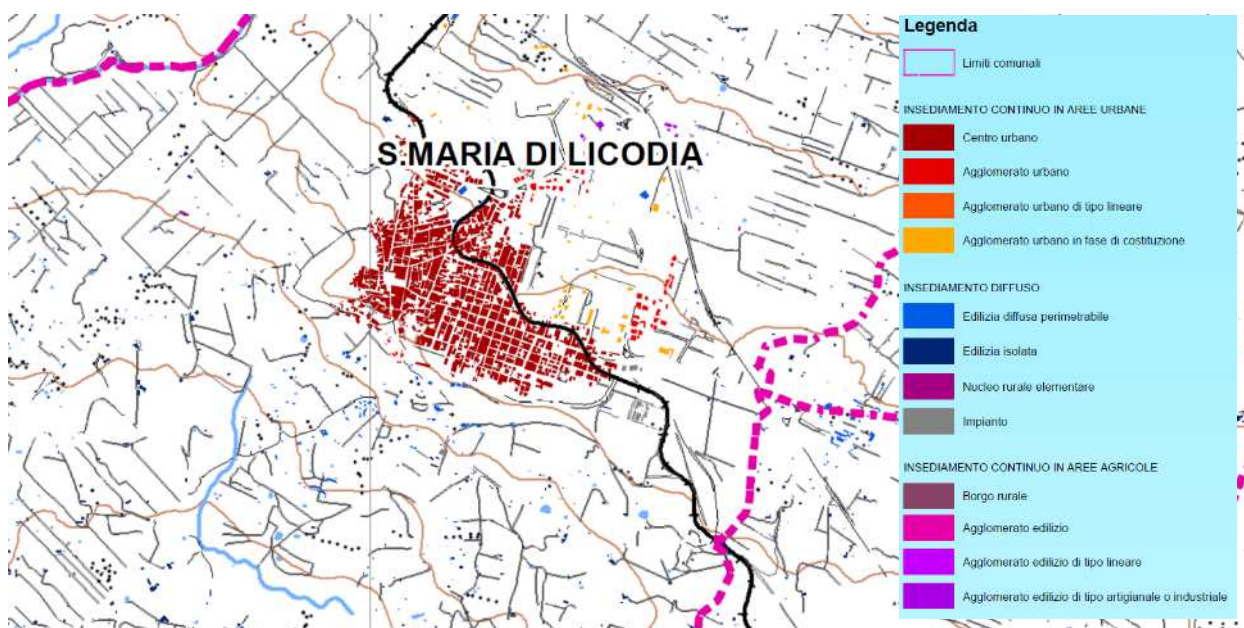 S.MARIA DI LICODIA
Legenda
Limiti comunali
INSEDIAMENTO CONTINUO IN AREE URBANE
Centro urbano
Agglomerato urbano
Agglomerato urbano di tipo lineare
Agglomerato urbano in fase di costituzione
INSEDIAMENTO DIFFUSO
Edilizia diffusa perimetrabile
Edilizia isolata
Nucleo rurale elementare
Impianto
INSEDIAMENTO CONTINUO IN AREE AGRICOLE
Borgo rurale
Agglomerato edilizio
Agglomerato edilizio di tipo lineare
Agglomerato edilizio di tipo artigianale o industriale